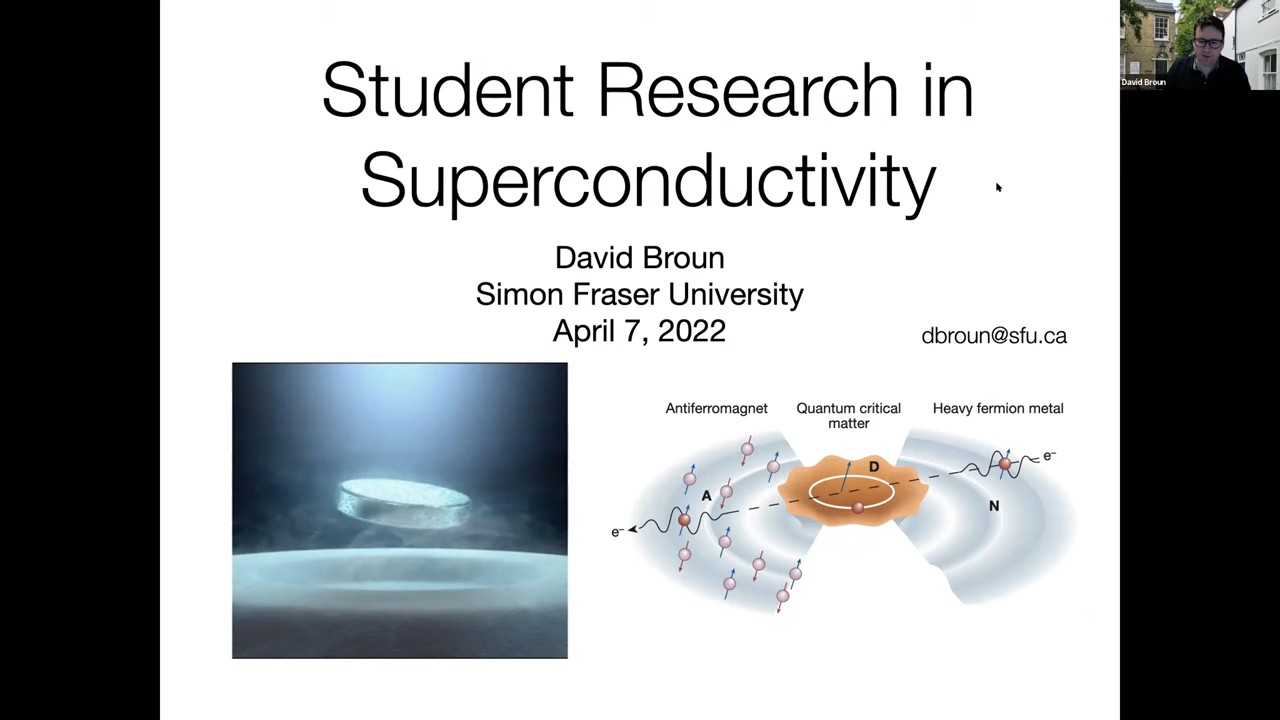 Student Research in
Superconductivity
David Broun
Simon Fraser University
April 7, 2022
dbroun@sfu.ca
Antiferromagnet
Quantum critical
matter
Heavy fermion metal
D
e⁻
A
N
e⁻
David Broun